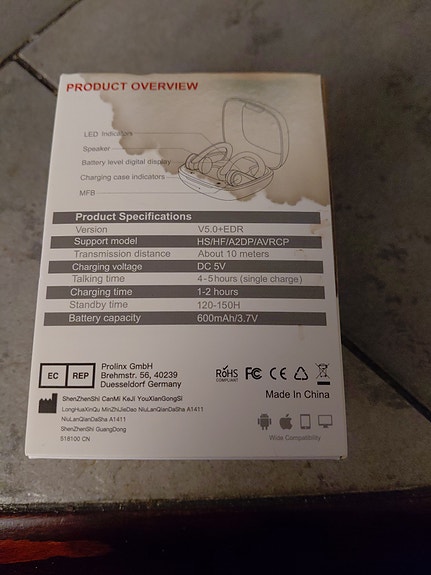 PRODUCT OVERVIEW
LED Indicators
Speaker
Battery level digital display
Charging case indicators
MFB
Product Specifications
Version V5.0+EDR
Support model HS/HF/A2DP/AVRCP
Transmission distance About 10 meters
Charging voltage DC 5V
Talking time 4-5hours (single charge)
Charging time 1-2 hours
Standby time 120-150H
Battery capacity 600mAh/3.7V
EC REP
Prolinx GmbH
Brehmstr. 56, 40239
Duesseldorf Germany
RoHS
COMPLIANT
FC CE
Made In China
ShenZhenShi CanMi KeJi YouXianGongSi
LongHuaXinQu MinZhiJieDao NiuLanQianDaSha A1411
NiuLanQianDaSha A1411
ShenZhenShi GuangDong
518100 CN
Wide Compatibility